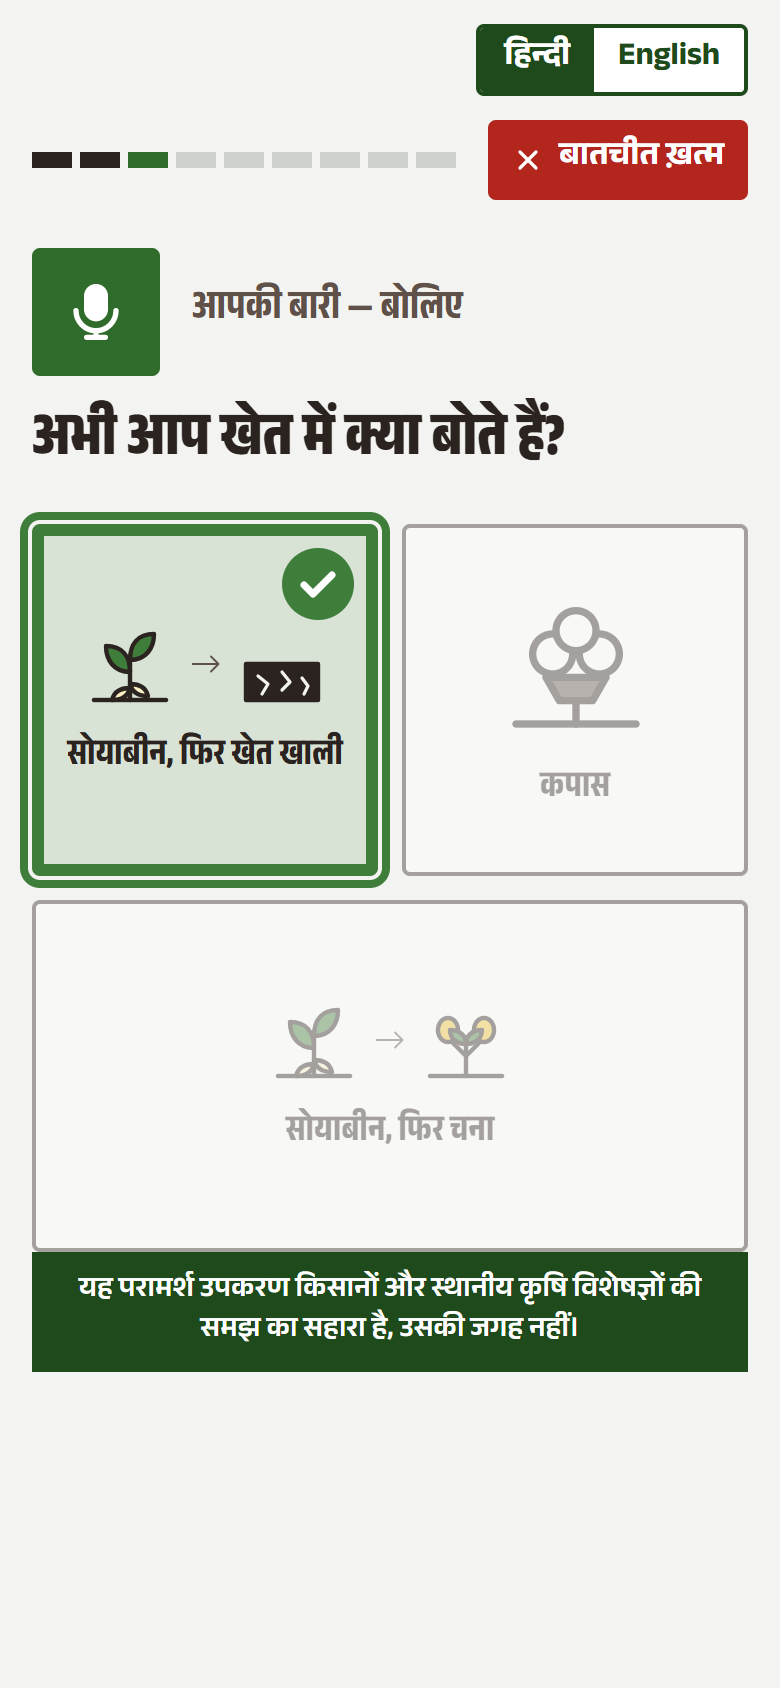 हिन्दी English
बातचीत ख़त्म
आपकी बारी – बोलिए
अभी आप खेत में क्या बोते हैं?
सोयाबीन, फिर खेत खाली
कपास
सोयाबीन, फिर चना
यह परामर्श उपकरण किसानों और स्थानीय कृषि विशेषज्ञों की
समझ का सहारा है, उसकी जगह नहीं।